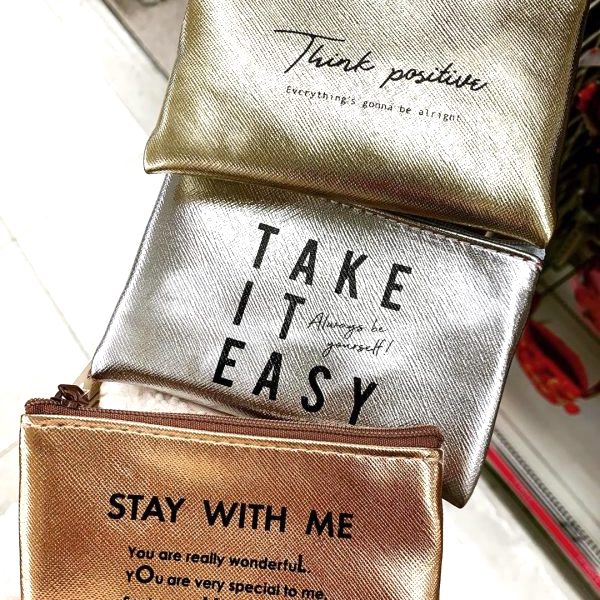 Think positive
Everything's gonna be alright
TAKE
IT
Always be
yourself!
EASY
STAY WITH ME
You are really wonderfuL.
YOu are very special to me.